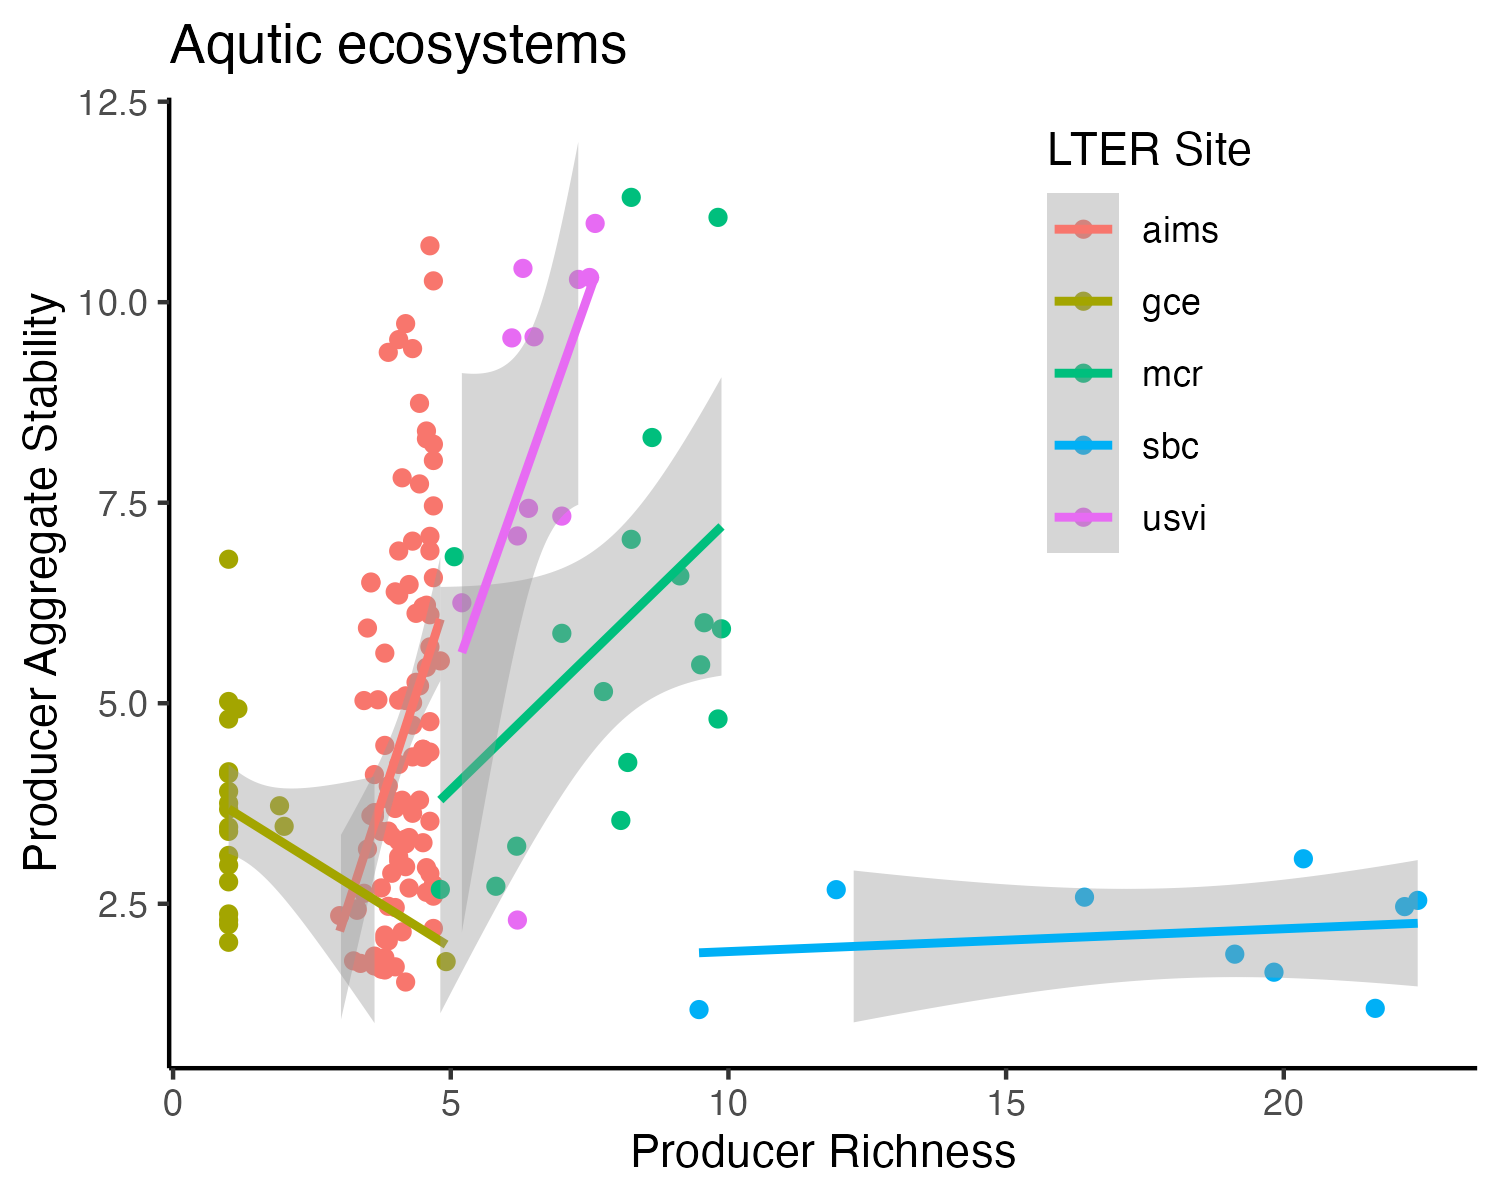 Aqutic ecosystems
12.5
10.0
7.5
5.0
2.5
Producer Aggregate Stability
LTER Site
aims
gce
mcr
sbc
usvi
0 5 10 15 20
Producer Richness